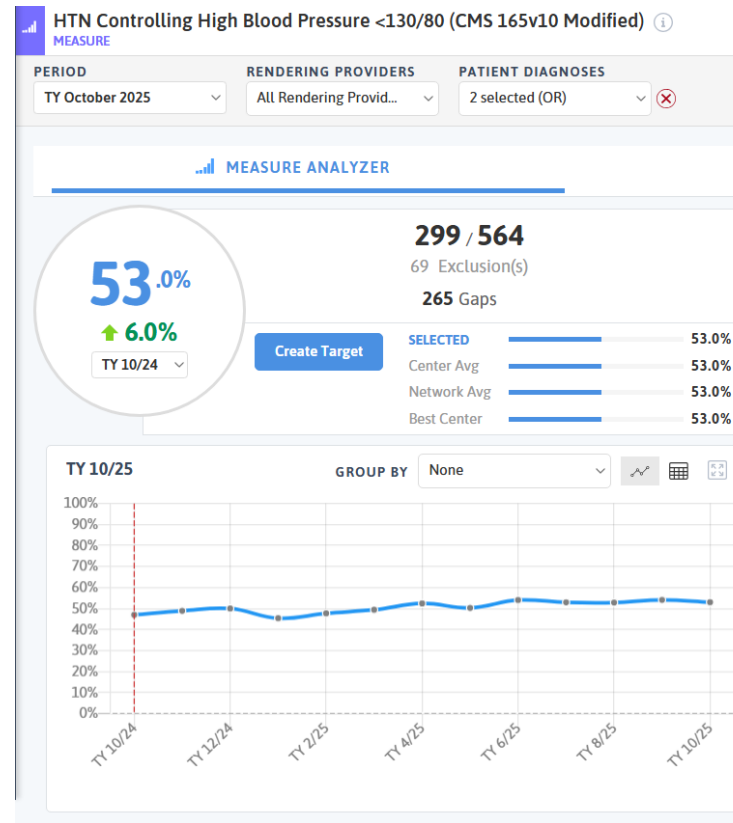 HTN Controlling High Blood Pressure <130/80 (CMS 165v10 Modified) i
MEASURE
PERIOD RENDERING PROVIDERS PATIENT DIAGNOSES
TY October 2025 All Rendering Provid... 2 selected (OR)
MEASURE ANALYZER
53.0%
6.0%
TY 10/24
299 / 564
69 Exclusion(s)
265 Gaps
Create Target
SELECTED 53.0%
Center Avg 53.0%
Network Avg 53.0%
Best Center 53.0%
TY 10/25 GROUP BY None
100%
90%
80%
70%
60%
50%
40%
30%
20%
10%
0%
TY 10/24 TY 12/24 TY 2/25 TY 4/25 TY 6/25 TY 8/25 TY 10/25